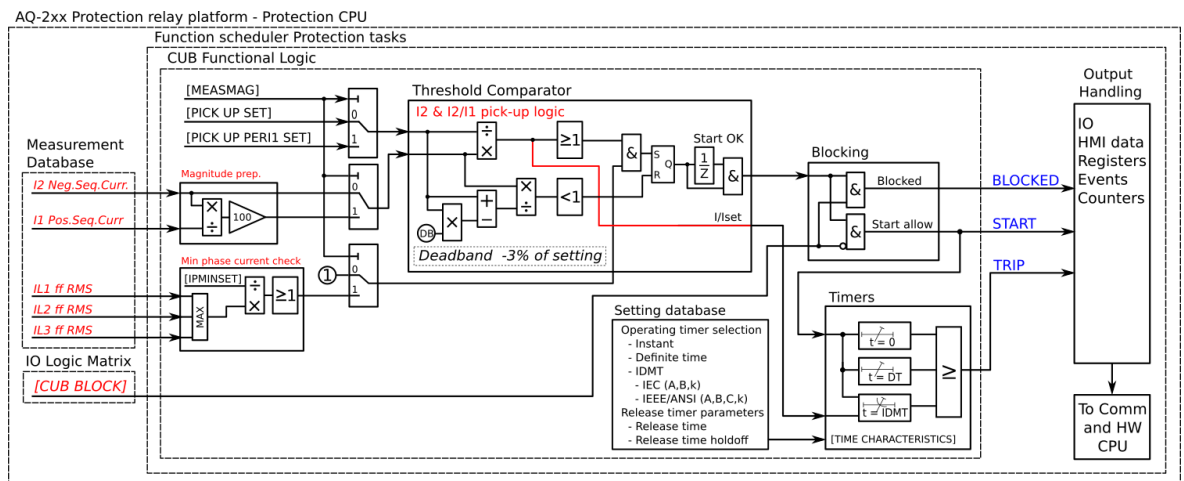 AQ-2xx Protection relay platform - Protection CPU
Function scheduler Protection tasks
CUB Functional Logic
Measurement
Database
I2 Neg.Seq.Curr.
I1 Pos.Seq.Curr
IL1 ff RMS
IL2 ff RMS
IL3 ff RMS
IO Logic Matrix
[CUB BLOCK]
[MEASMAG]
[PICK UP SET]
[PICK UP PERI1 SET]
0
1
Magnitude prep.
×
÷
100
0
1
Min phase current check
[IPMINSET]
MAX
÷
×
≥1
1
0
1
Threshold Comparator
I2 & I2/I1 pick-up logic
÷
×
≥1
&
S
Q
R
Start OK
1
Z
&
DB
×
+
−
×
÷
<1
I/Iset
Deadband -3% of setting
Blocking
&
Blocked
&
Start allow
BLOCKED
START
TRIP
Setting database
Operating timer selection
- Instant
- Definite time
- IDMT
- IEC (A,B,k)
- IEEE/ANSI (A,B,C,k)
Release timer parameters
- Release time
- Release time holdoff
Timers
t = 0
t = DT
t = IDMT
≥
[TIME CHARACTERISTICS]
Output
Handling
IO
HMI data
Registers
Events
Counters
To Comm
and HW
CPU